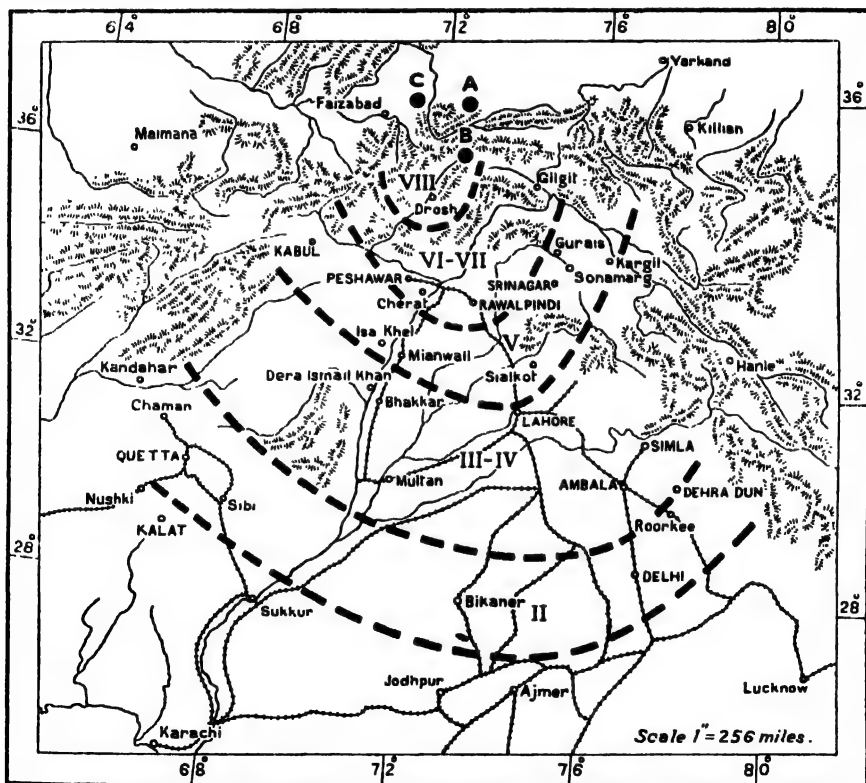 64 68 72 76 80 28°
36° 36
Yarkand
C A
Faizabad
Killian
Maimana
B
VIII
Gilgit
Drosh
Gurais
KABUL
VI-VII
Kargil
Sonamarg
PESHAWAR
SRINAGAR
Cherat
RAWALPINDI
32 32
Isa Khel
V
Mianwali
Hanle
Kandahar
Sialkot
Dera Ismail Khan
Bhakkar
Chaman
LAHORE
SIMLA
QUETTA
III-IV
Multan
AMBALA
DEHRA DUN
Nushki
Sibi
Roorkee
KALAT
28° 28
DELHI
Sukkur
Bikaner
II
Jodhpur
Ajmer
Lucknow
Karachi
Scale 1"=256 miles.
68 72 76 80